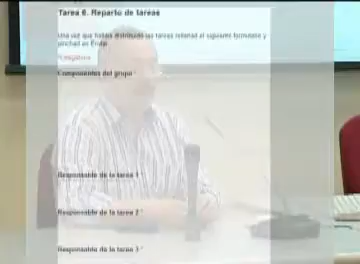 Tarea 6. Reparto de tareas
Una vez que hayáis distribuido las tareas rellenad el siguiente formulario y
pinchad en Enviar.
*Obligatorio
Componentes del grupo *
Responsable de la tarea 1 *
Responsable de la tarea 2 *
Responsable de la tarea 3 *